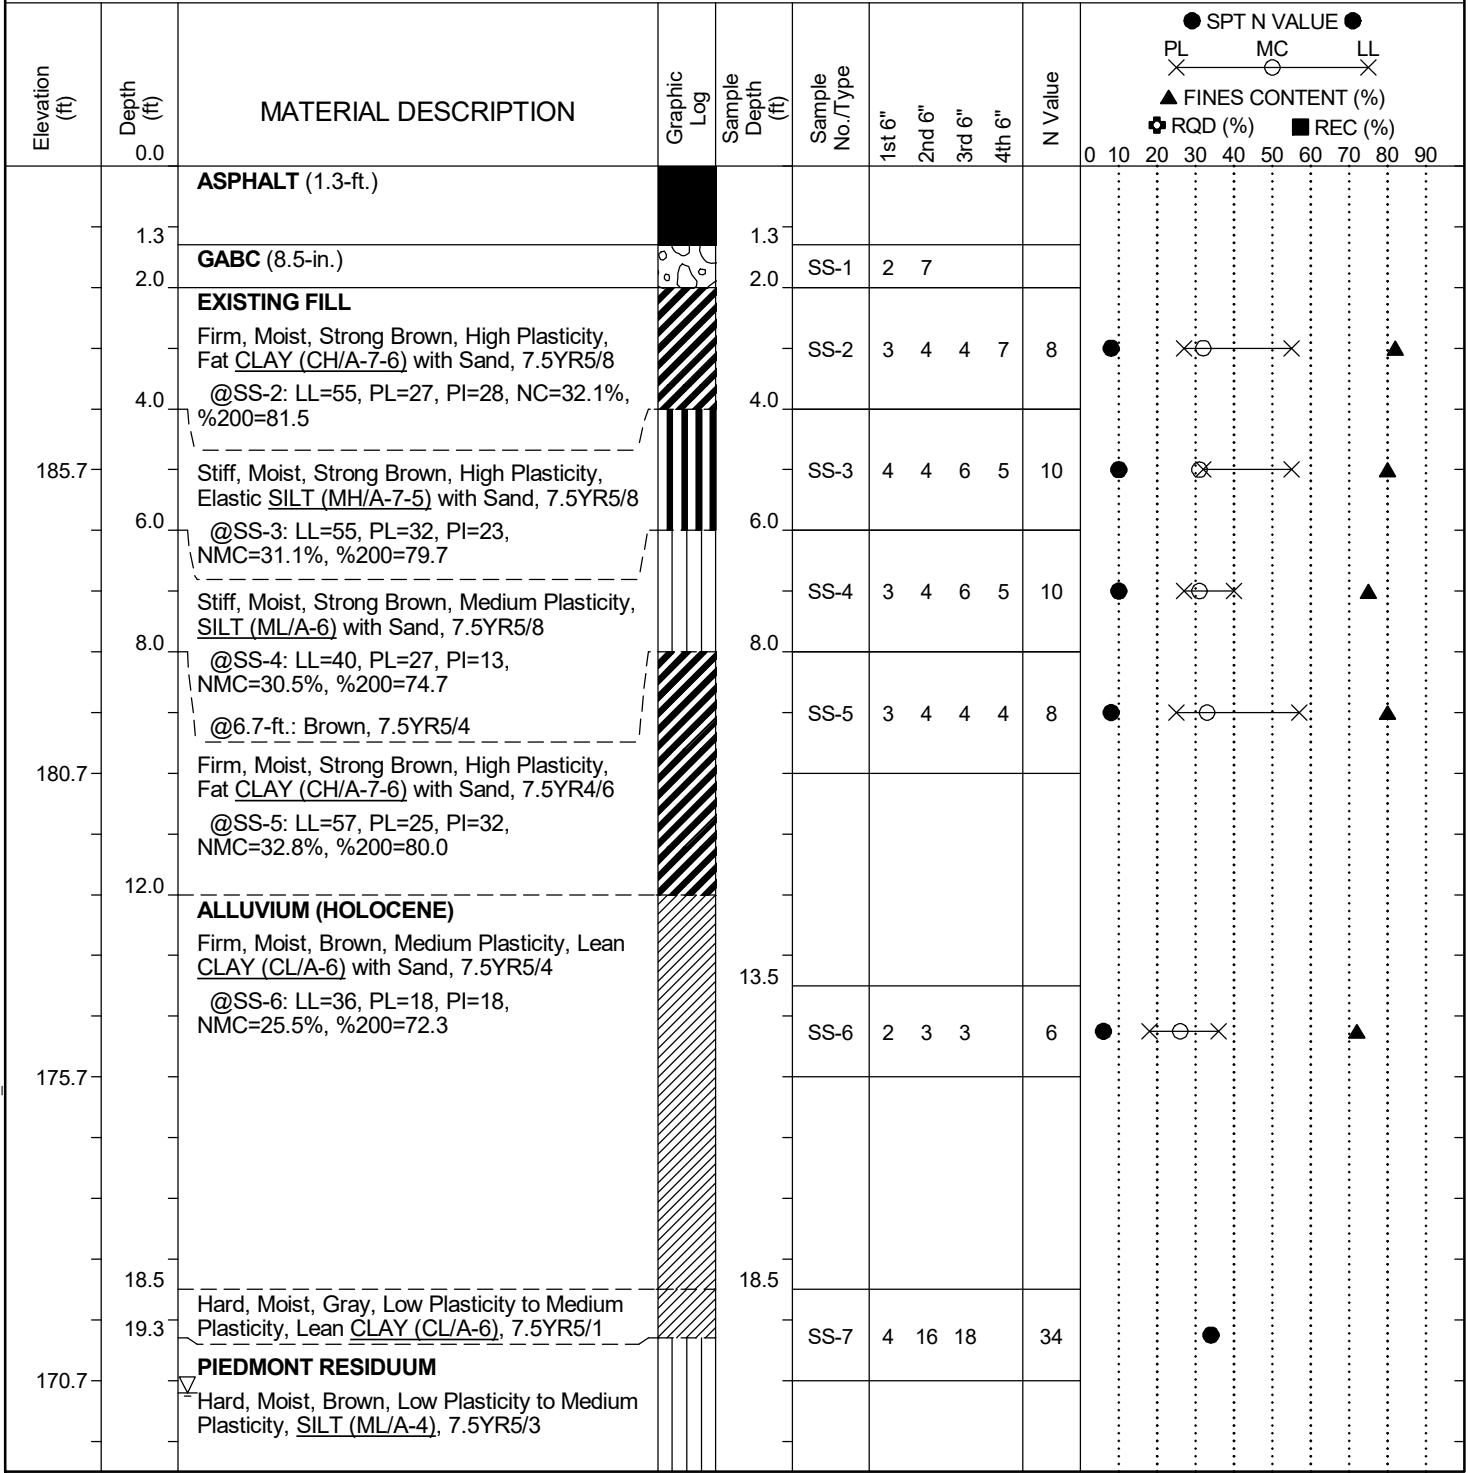 ● SPT N VALUE ●
PL MC LL
▲ FINES CONTENT (%)
RQD (%) ■ REC (%)
Elevation (ft)
Depth (ft)
0.0
MATERIAL DESCRIPTION
Graphic Log
Sample Depth (ft)
Sample No./Type
1st 6"
2nd 6"
3rd 6"
4th 6"
N Value
0 10 20 30 40 50 60 70 80 90
ASPHALT (1.3-ft.)
1.3 1.3
GABC (8.5-in.)
SS-1 2 7
2.0 2.0
EXISTING FILL
Firm, Moist, Strong Brown, High Plasticity,
Fat CLAY (CH/A-7-6) with Sand, 7.5YR5/8
SS-2 3 4 4 7 8
@SS-2: LL=55, PL=27, PI=28, NC=32.1%,
%200=81.5
4.0 4.0
185.7
Stiff, Moist, Strong Brown, High Plasticity,
Elastic SILT (MH/A-7-5) with Sand, 7.5YR5/8
SS-3 4 4 6 5 10
@SS-3: LL=55, PL=32, PI=23,
NMC=31.1%, %200=79.7
6.0 6.0
Stiff, Moist, Strong Brown, Medium Plasticity,
SILT (ML/A-6) with Sand, 7.5YR5/8
SS-4 3 4 6 5 10
8.0 8.0
@SS-4: LL=40, PL=27, PI=13,
NMC=30.5%, %200=74.7
@6.7-ft.: Brown, 7.5YR5/4
SS-5 3 4 4 4 8
180.7
Firm, Moist, Strong Brown, High Plasticity,
Fat CLAY (CH/A-7-6) with Sand, 7.5YR4/6
@SS-5: LL=57, PL=25, PI=32,
NMC=32.8%, %200=80.0
12.0
ALLUVIUM (HOLOCENE)
Firm, Moist, Brown, Medium Plasticity, Lean
CLAY (CL/A-6) with Sand, 7.5YR5/4
13.5
@SS-6: LL=36, PL=18, PI=18,
NMC=25.5%, %200=72.3
SS-6 2 3 3 6
175.7
18.5 18.5
Hard, Moist, Gray, Low Plasticity to Medium
Plasticity, Lean CLAY (CL/A-6), 7.5YR5/1
19.3
SS-7 4 16 18 34
PIEDMONT RESIDUUM
170.7
Hard, Moist, Brown, Low Plasticity to Medium
Plasticity, SILT (ML/A-4), 7.5YR5/3